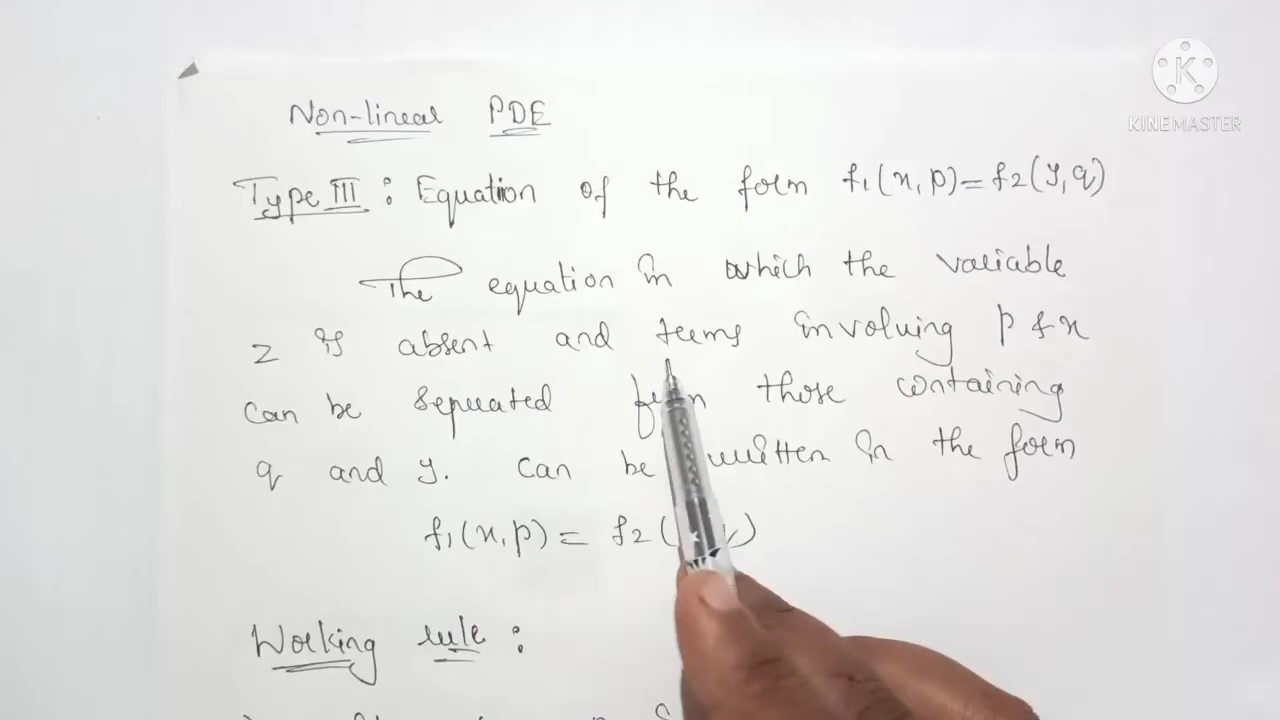 Non-linear PDE
Type III : Equation of the form f1(x,p)=f2(y,q)
The equation in which the variable
z is absent and terms involving p & x
can be seperated from those containing
q and y. can be written in the form
f1(x,p) = f2(
Working rule :
KINEMASTER